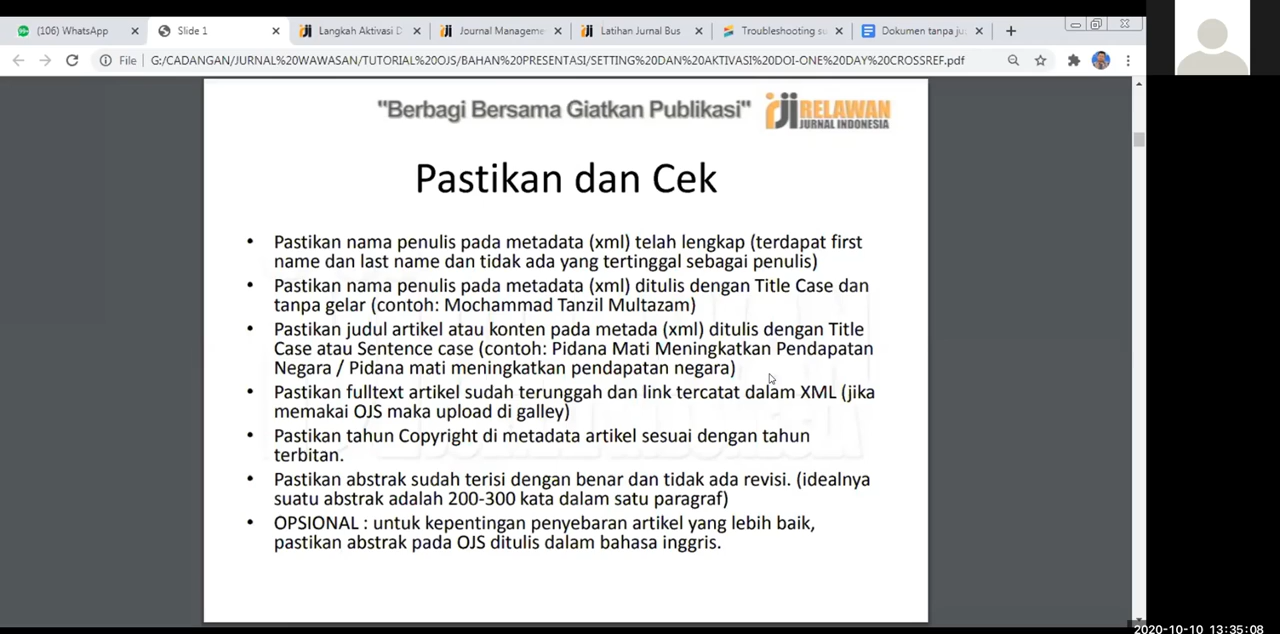 (106) WhatsApp
Slide 1
Langkah Aktivasi D
Journal Manageme
Latihan Jurnal Bus
Troubleshooting su
Dokumen tanpa ju
File
G:/CADANGAN/JURNAL%20WAWASAN/TUTORIAL%20OJS/BAHAN%20PRESENTASI/SETTING%20DAN%20AKTIVASI%20DOI-ONE%20DAY%20CROSSREF.pdf
"Berbagi Bersama Giatkan Publikasi"
RELAWAN
JURNAL INDONESIA
Pastikan dan Cek
• Pastikan nama penulis pada metadata (xml) telah lengkap (terdapat first
name dan last name dan tidak ada yang tertinggal sebagai penulis)
• Pastikan nama penulis pada metadata (xml) ditulis dengan Title Case dan
tanpa gelar (contoh: Mochammad Tanzil Multazam)
• Pastikan judul artikel atau konten pada metada (xml) ditulis dengan Title
Case atau Sentence case (contoh: Pidana Mati Meningkatkan Pendapatan
Negara / Pidana mati meningkatkan pendapatan negara)
• Pastikan fulltext artikel sudah terunggah dan link tercatat dalam XML (jika
memakai OJS maka upload di galley)
• Pastikan tahun Copyright di metadata artikel sesuai dengan tahun
terbitan.
• Pastikan abstrak sudah terisi dengan benar dan tidak ada revisi. (idealnya
suatu abstrak adalah 200-300 kata dalam satu paragraf)
• OPSIONAL : untuk kepentingan penyebaran artikel yang lebih baik,
pastikan abstrak pada OJS ditulis dalam bahasa inggris.
2020-10-10 13:35:08